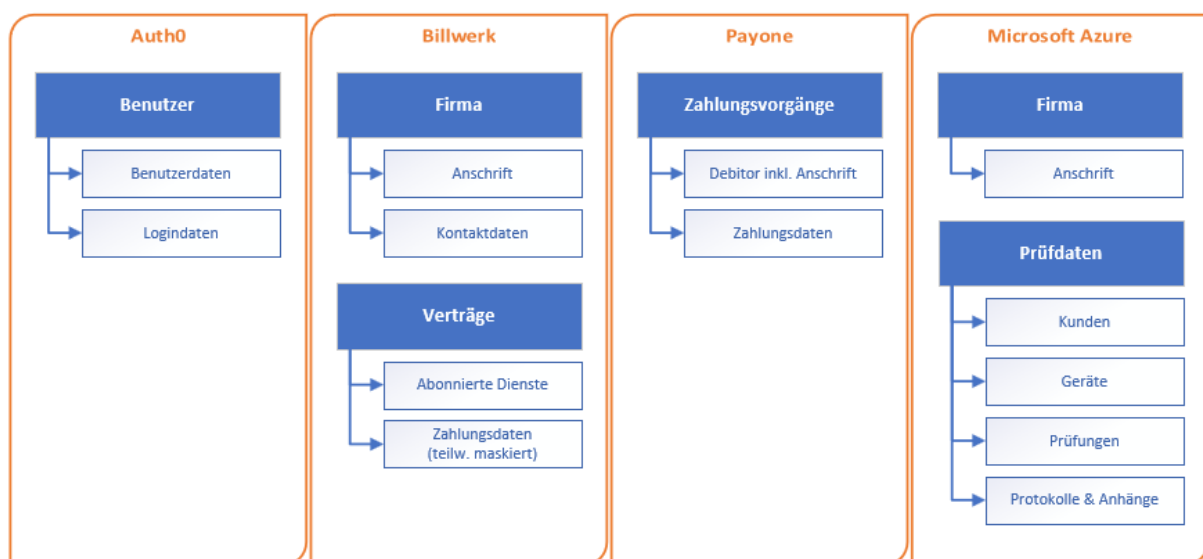 Auth0
Benutzer
Benutzerdaten
Logindaten
Billwerk
Firma
Anschrift
Kontaktdaten
Verträge
Abonnierte Dienste
Zahlungsdaten
(teilw. maskiert)
Payone
Zahlungsvorgänge
Debitor inkl. Anschrift
Zahlungsdaten
Microsoft Azure
Firma
Anschrift
Prüfdaten
Kunden
Geräte
Prüfungen
Protokolle & Anhänge